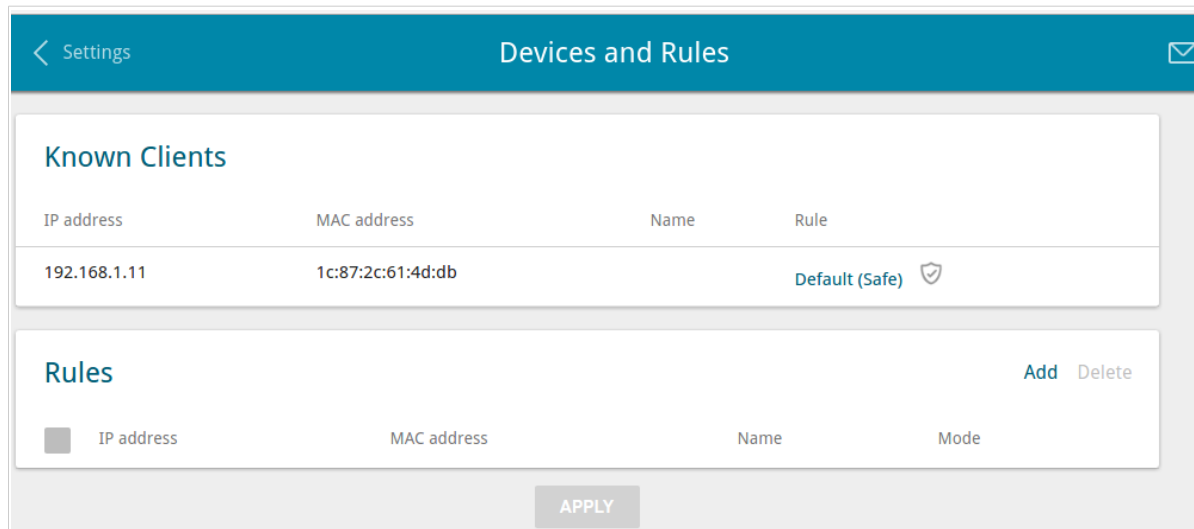 Settings
Devices and Rules
Known Clients
IP address MAC address Name Rule
192.168.1.11 1c:87:2c:61:4d:db Default (Safe)
Rules Add Delete
IP address MAC address Name Mode
APPLY